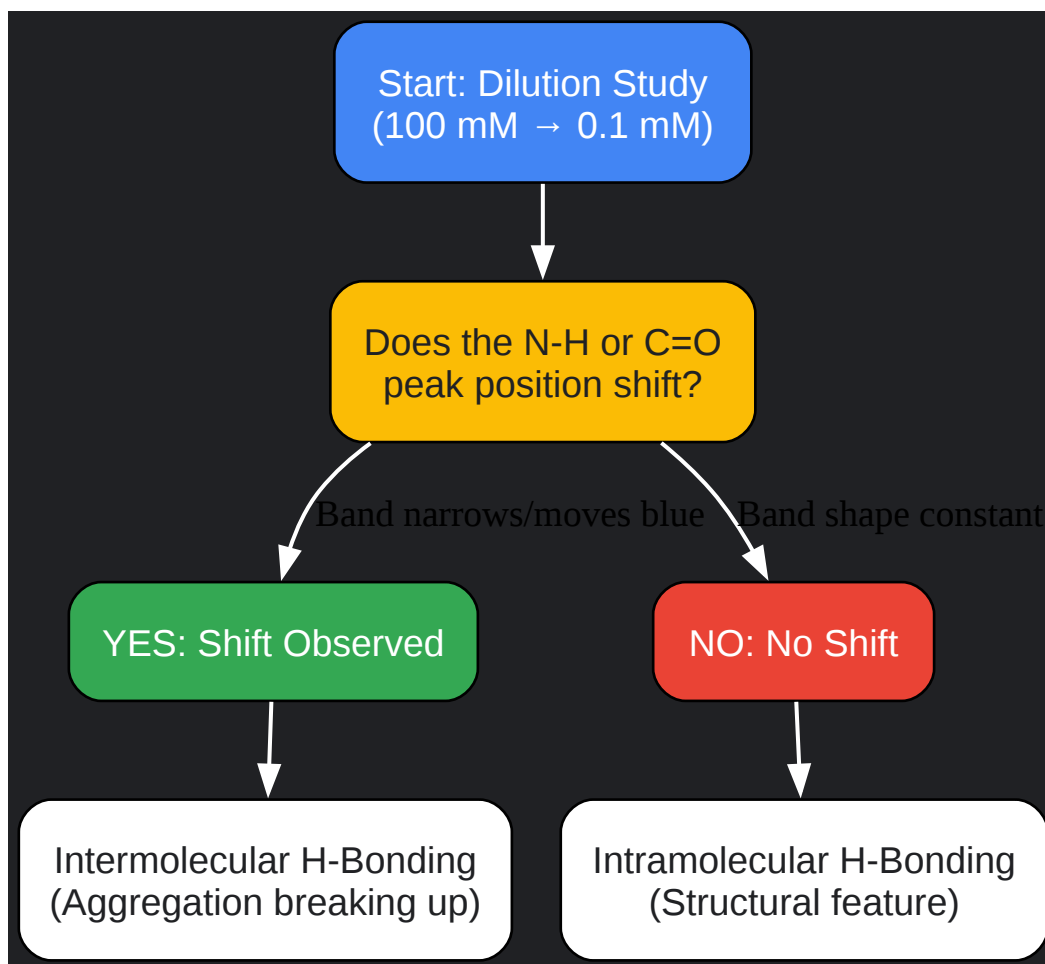 Start: Dilution Study
(100 mM → 0.1 mM)
Does the N-H or C=O
peak position shift?
Band narrows/moves blue
Band shape constant
YES: Shift Observed
NO: No Shift
Intermolecular H-Bonding
(Aggregation breaking up)
Intramolecular H-Bonding
(Structural feature)